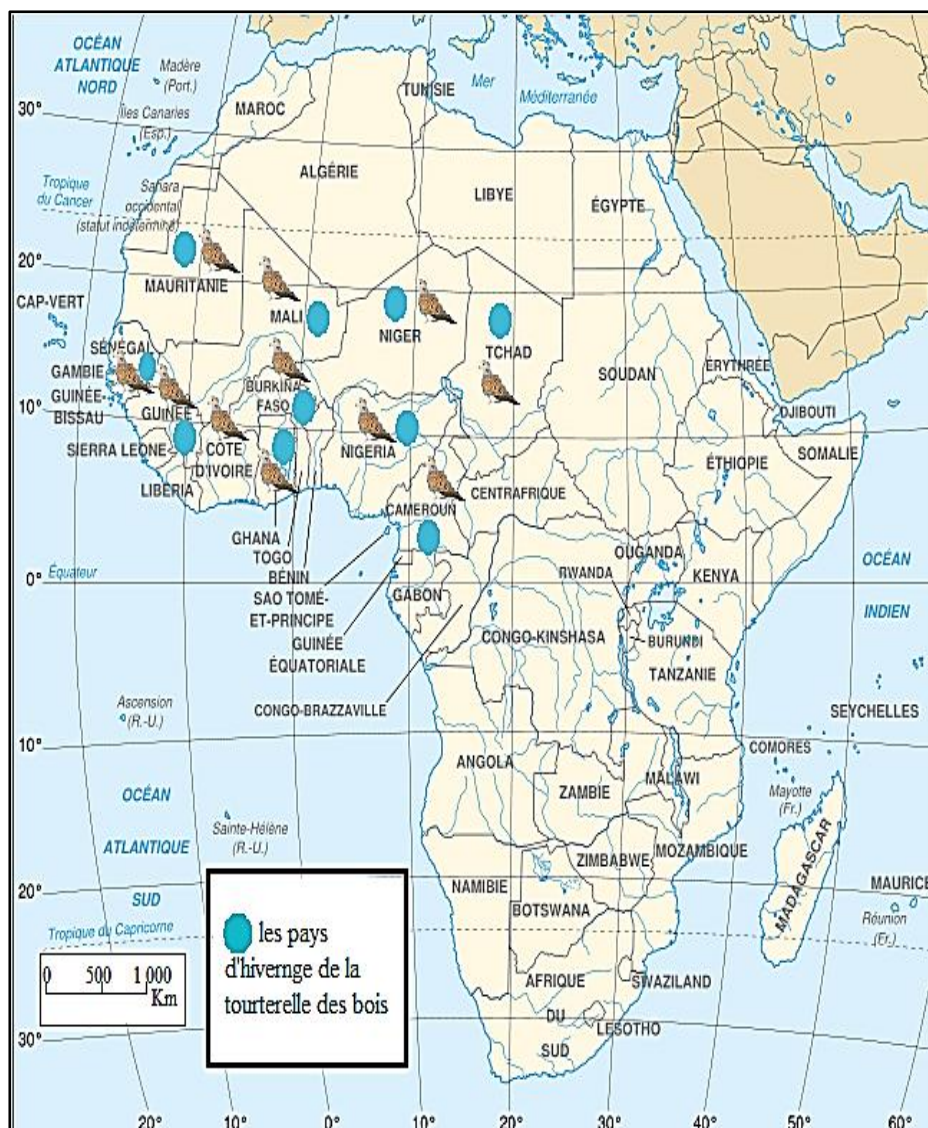 OCÉAN
ATLANTIQUE
NORD
Madère
(Port.)
Îles Canaries
(Esp.)
30°
Tropique
du Cancer
Sahara
occidental
(statut indéterminé)
20°
CAP-VERT
MAROC
TUNISIE
Mer
Méditerranée
ALGÉRIE
LIBYE
ÉGYPTE
MAURITANIE
MALI
NIGER
TCHAD
SOUDAN
ÉRYTHRÉE
DJIBOUTI
SOMALIE
ÉTHIOPIE
SÉNÉGAL
GAMBIE
GUINÉE-
BISSAU
10°
GUINÉE
SIERRA LEONE
LIBÉRIA
CÔTE
D'IVOIRE
BURKINA
FASO
NIGERIA
CENTRAFRIQUE
CAMEROUN
GHANA
TOGO
BÉNIN
SAO TOMÉ-
ET-PRINCIPE
GUINÉE
ÉQUATORIALE
CONGO-BRAZZAVILLE
Équateur
0°
GABON
CONGO-KINSHASA
OUGANDA
RWANDA
KENYA
BURUNDI
TANZANIE
OCÉAN
INDIEN
SEYCHELLES
Ascension
(R.-U.)
10°
ANGOLA
ZAMBIE
MALAWI
COMORES
Mayotte
(Fr.)
OCÉAN
ATLANTIQUE
SUD
Sainte-Hélène
(R.-U.)
MOZAMBIQUE
ZIMBABWE
MADAGASCAR
NAMIBIE
BOTSWANA
MAURICE
Réunion
(Fr.)
20°
Tropique du Capricorne
AFRIQUE
DU
SUD
SWAZILAND
LESOTHO
0 500 1 000
Km
les pays
d'hivernge de la
tourterelle des bois
30°
20° 10° 0° 10° 20° 30° 40° 50° 60°